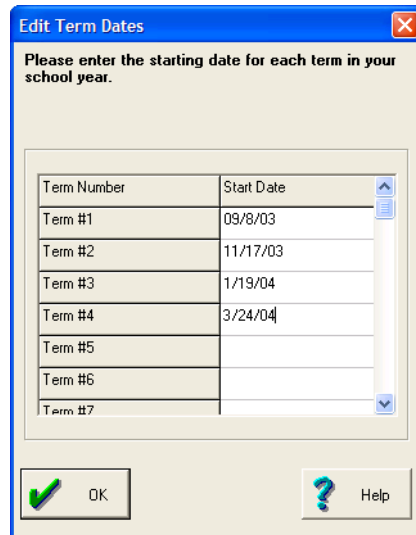 Edit Term Dates
Please enter the starting date for each term in your
school year.
Term Number Start Date
Term #1 09/8/03
Term #2 11/17/03
Term #3 1/19/04
Term #4 3/24/04
Term #5
Term #6
Term #7
OK Help